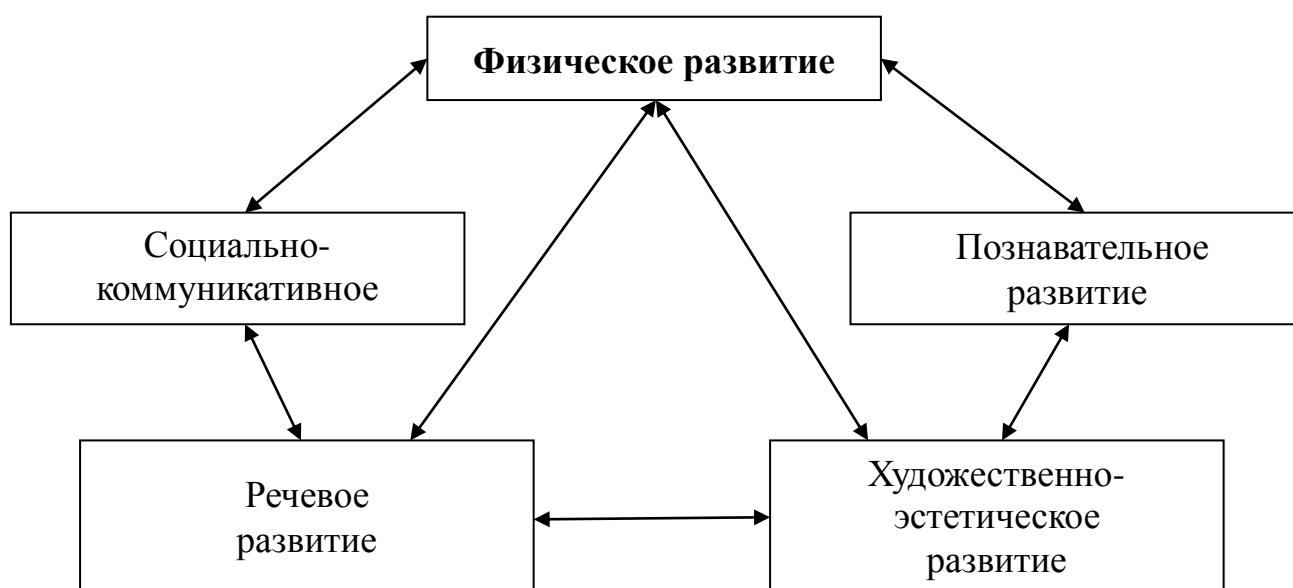 Физическое развитие
Социально-
коммуникативное
Познавательное
развитие
Речевое
развитие
Художественно-
эстетическое
развитие